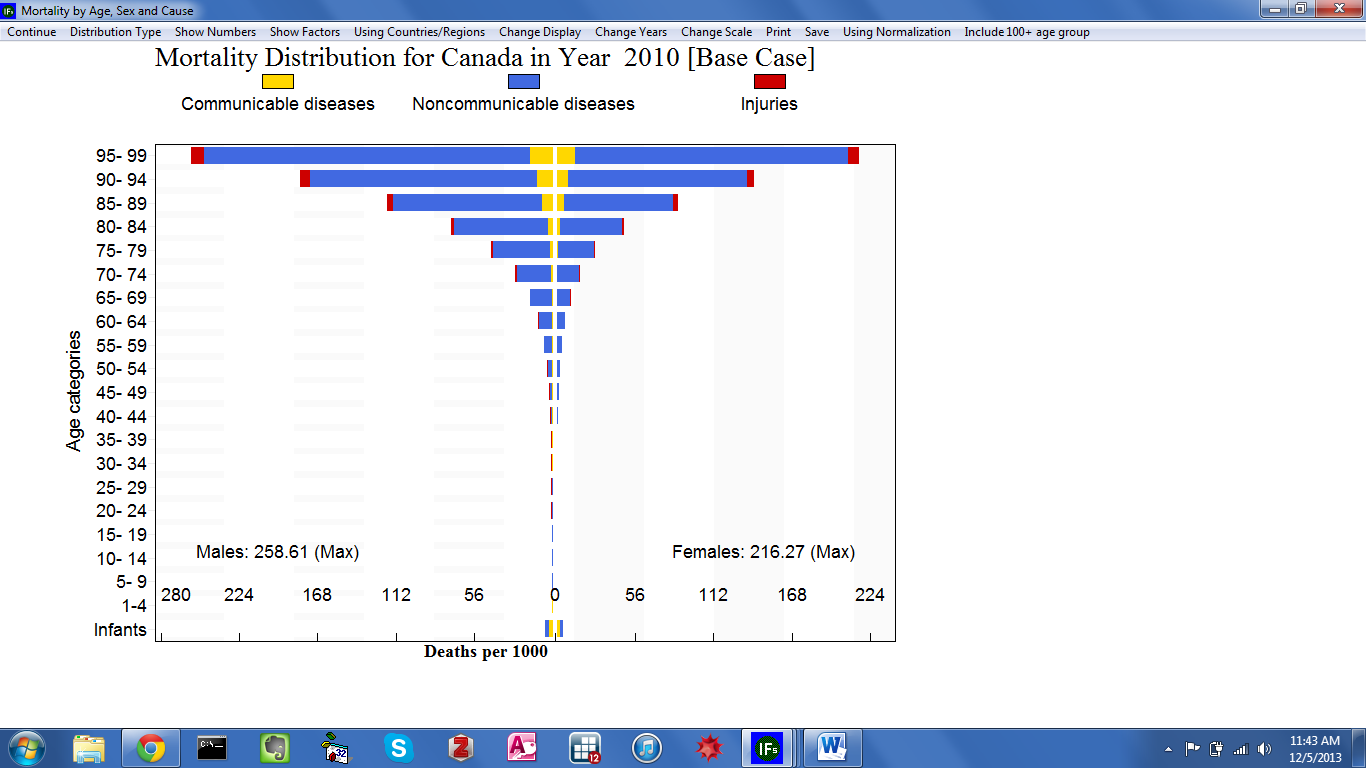 Mortality by Age, Sex and Cause
Continue Distribution Type Show Numbers Show Factors Using Countries/Regions Change Display Change Years Change Scale Print Save Using Normalization Include 100+ age group
Mortality Distribution for Canada in Year 2010 [Base Case]
Communicable diseases Noncommunicable diseases Injuries
Age categories
95- 99
90- 94
85- 89
80- 84
75- 79
70- 74
65- 69
60- 64
55- 59
50- 54
45- 49
40- 44
35- 39
30- 34
25- 29
20- 24
15- 19
10- 14
5- 9
1-4
Infants
Males: 258.61 (Max) Females: 216.27 (Max)
280 224 168 112 56 0 56 112 168 224
Deaths per 1000
C:\
32
S
Z
A
12
IFs
W
11:43 AM
12/5/2013